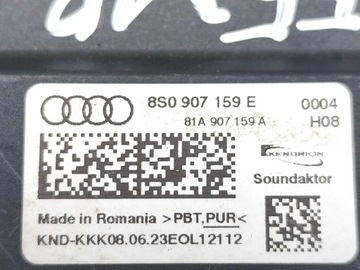 8S0 907 159 E 0004
81A 907 159 A H08
KENDRION
Soundaktor
Made in Romania >PBT,PUR<
KND-KKK08.06.23EOL12112